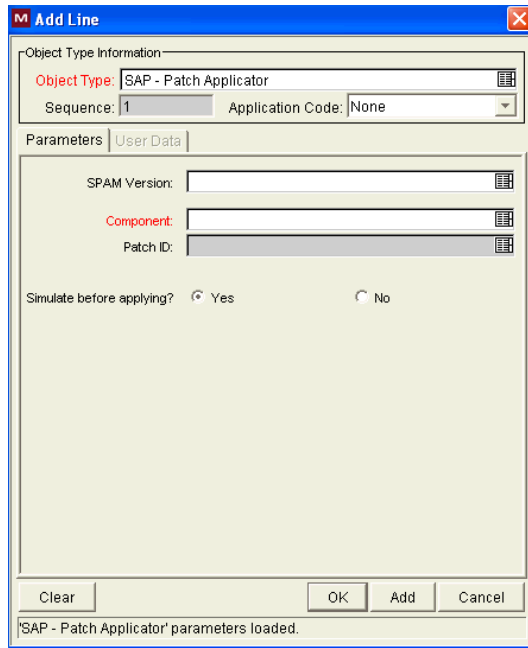 M Add Line
Object Type Information
Object Type: SAP - Patch Applicator
Sequence: 1 Application Code: None
Parameters User Data
SPAM Version:
Component:
Patch ID:
Simulate before applying? Yes No
Clear OK Add Cancel
'SAP - Patch Applicator' parameters loaded.